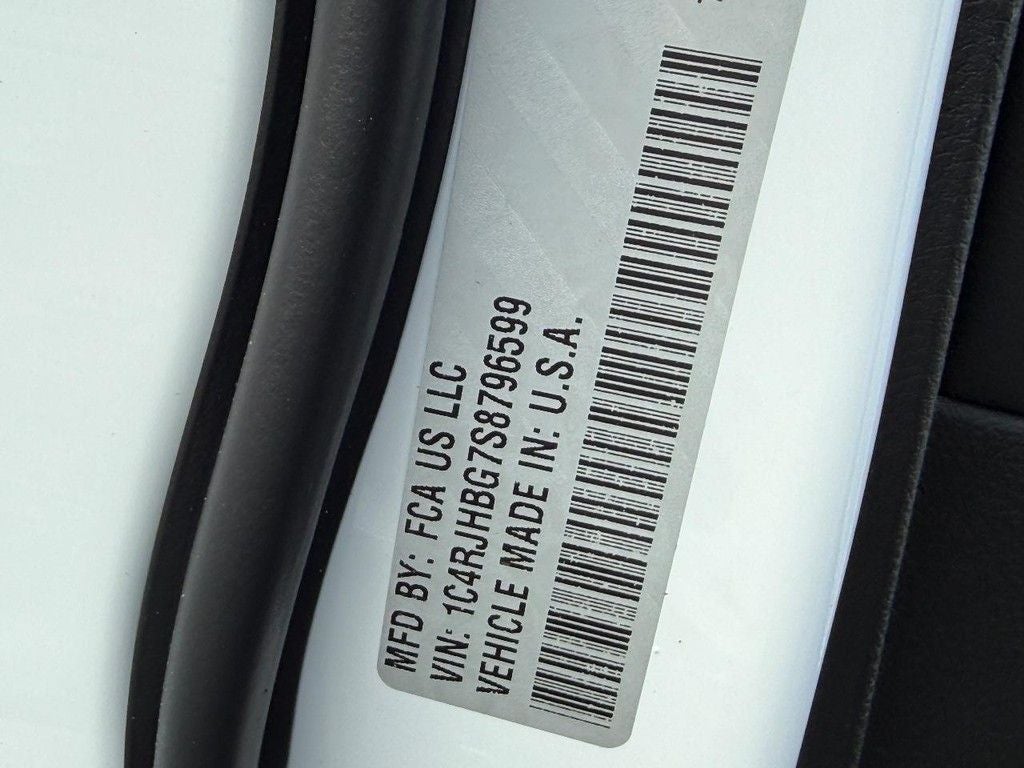 MFD BY: FCA US LLC
VIN: 1C4RJHBG7S8796599
VEHICLE MADE IN: U.S.A.